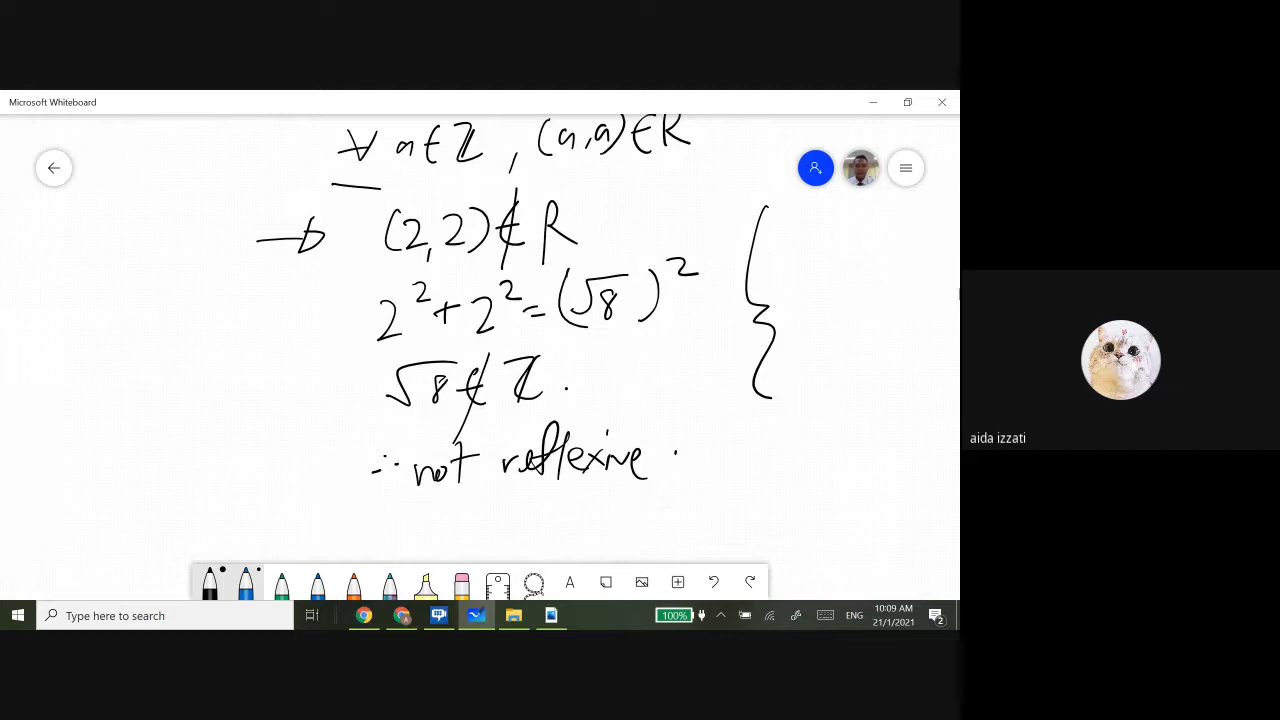 Microsoft Whiteboard
∀ a ∈ ℤ , (a,a) ∈ R
→ (2,2) ∉ R
2² + 2² = (√8)²
√8 ∉ ℤ .
∴ not reflexive .
aida izzati
A
Type here to search
100%
ENG
10:09 AM
21/1/2021
2